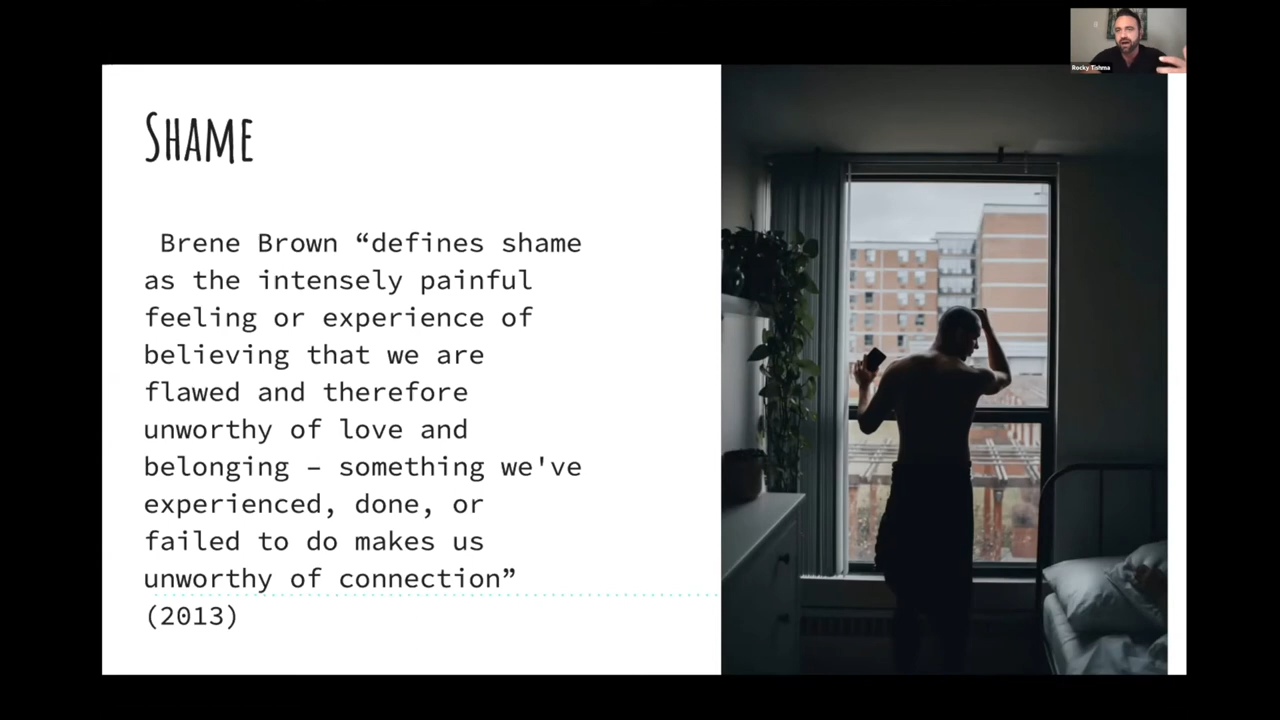 Rocky Tishma
SHAME
Brene Brown “defines shame
as the intensely painful
feeling or experience of
believing that we are
flawed and therefore
unworthy of love and
belonging – something we've
experienced, done, or
failed to do makes us
unworthy of connection”
(2013)